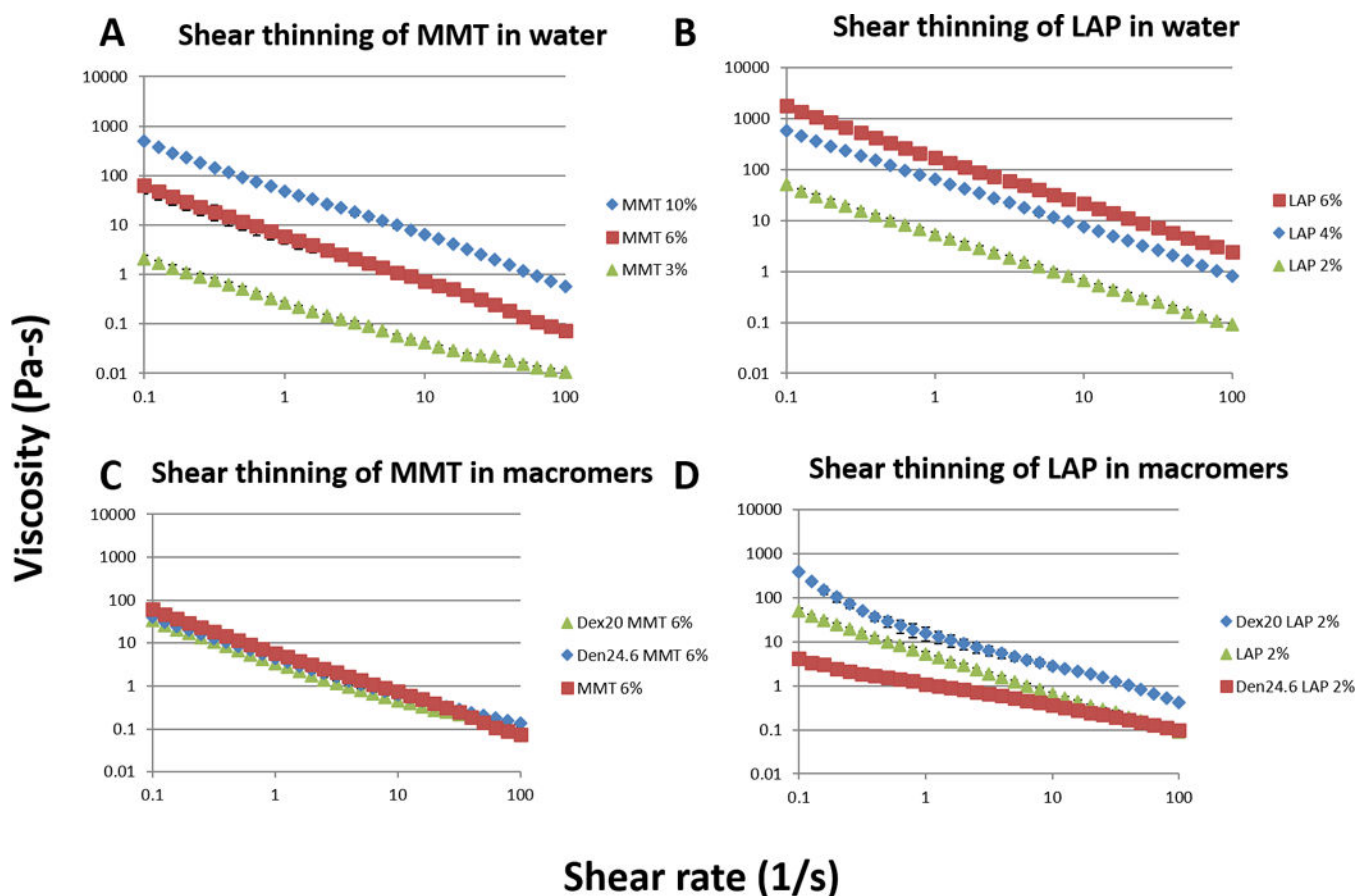 A Shear thinning of MMT in water
10000
1000
100
10
1
0.1
0.01
0.1 1 10 100
MMT 10%
MMT 6%
MMT 3%
B Shear thinning of LAP in water
10000
1000
100
10
1
0.1
0.01
0.1 1 10 100
LAP 6%
LAP 4%
LAP 2%
Viscosity (Pa-s)
C Shear thinning of MMT in macromers
10000
1000
100
10
1
0.1
0.01
0.1 1 10 100
Dex20 MMT 6%
Den24.6 MMT 6%
MMT 6%
D Shear thinning of LAP in macromers
10000
1000
100
10
1
0.1
0.01
0.1 1 10 100
Dex20 LAP 2%
LAP 2%
Den24.6 LAP 2%
Shear rate (1/s)